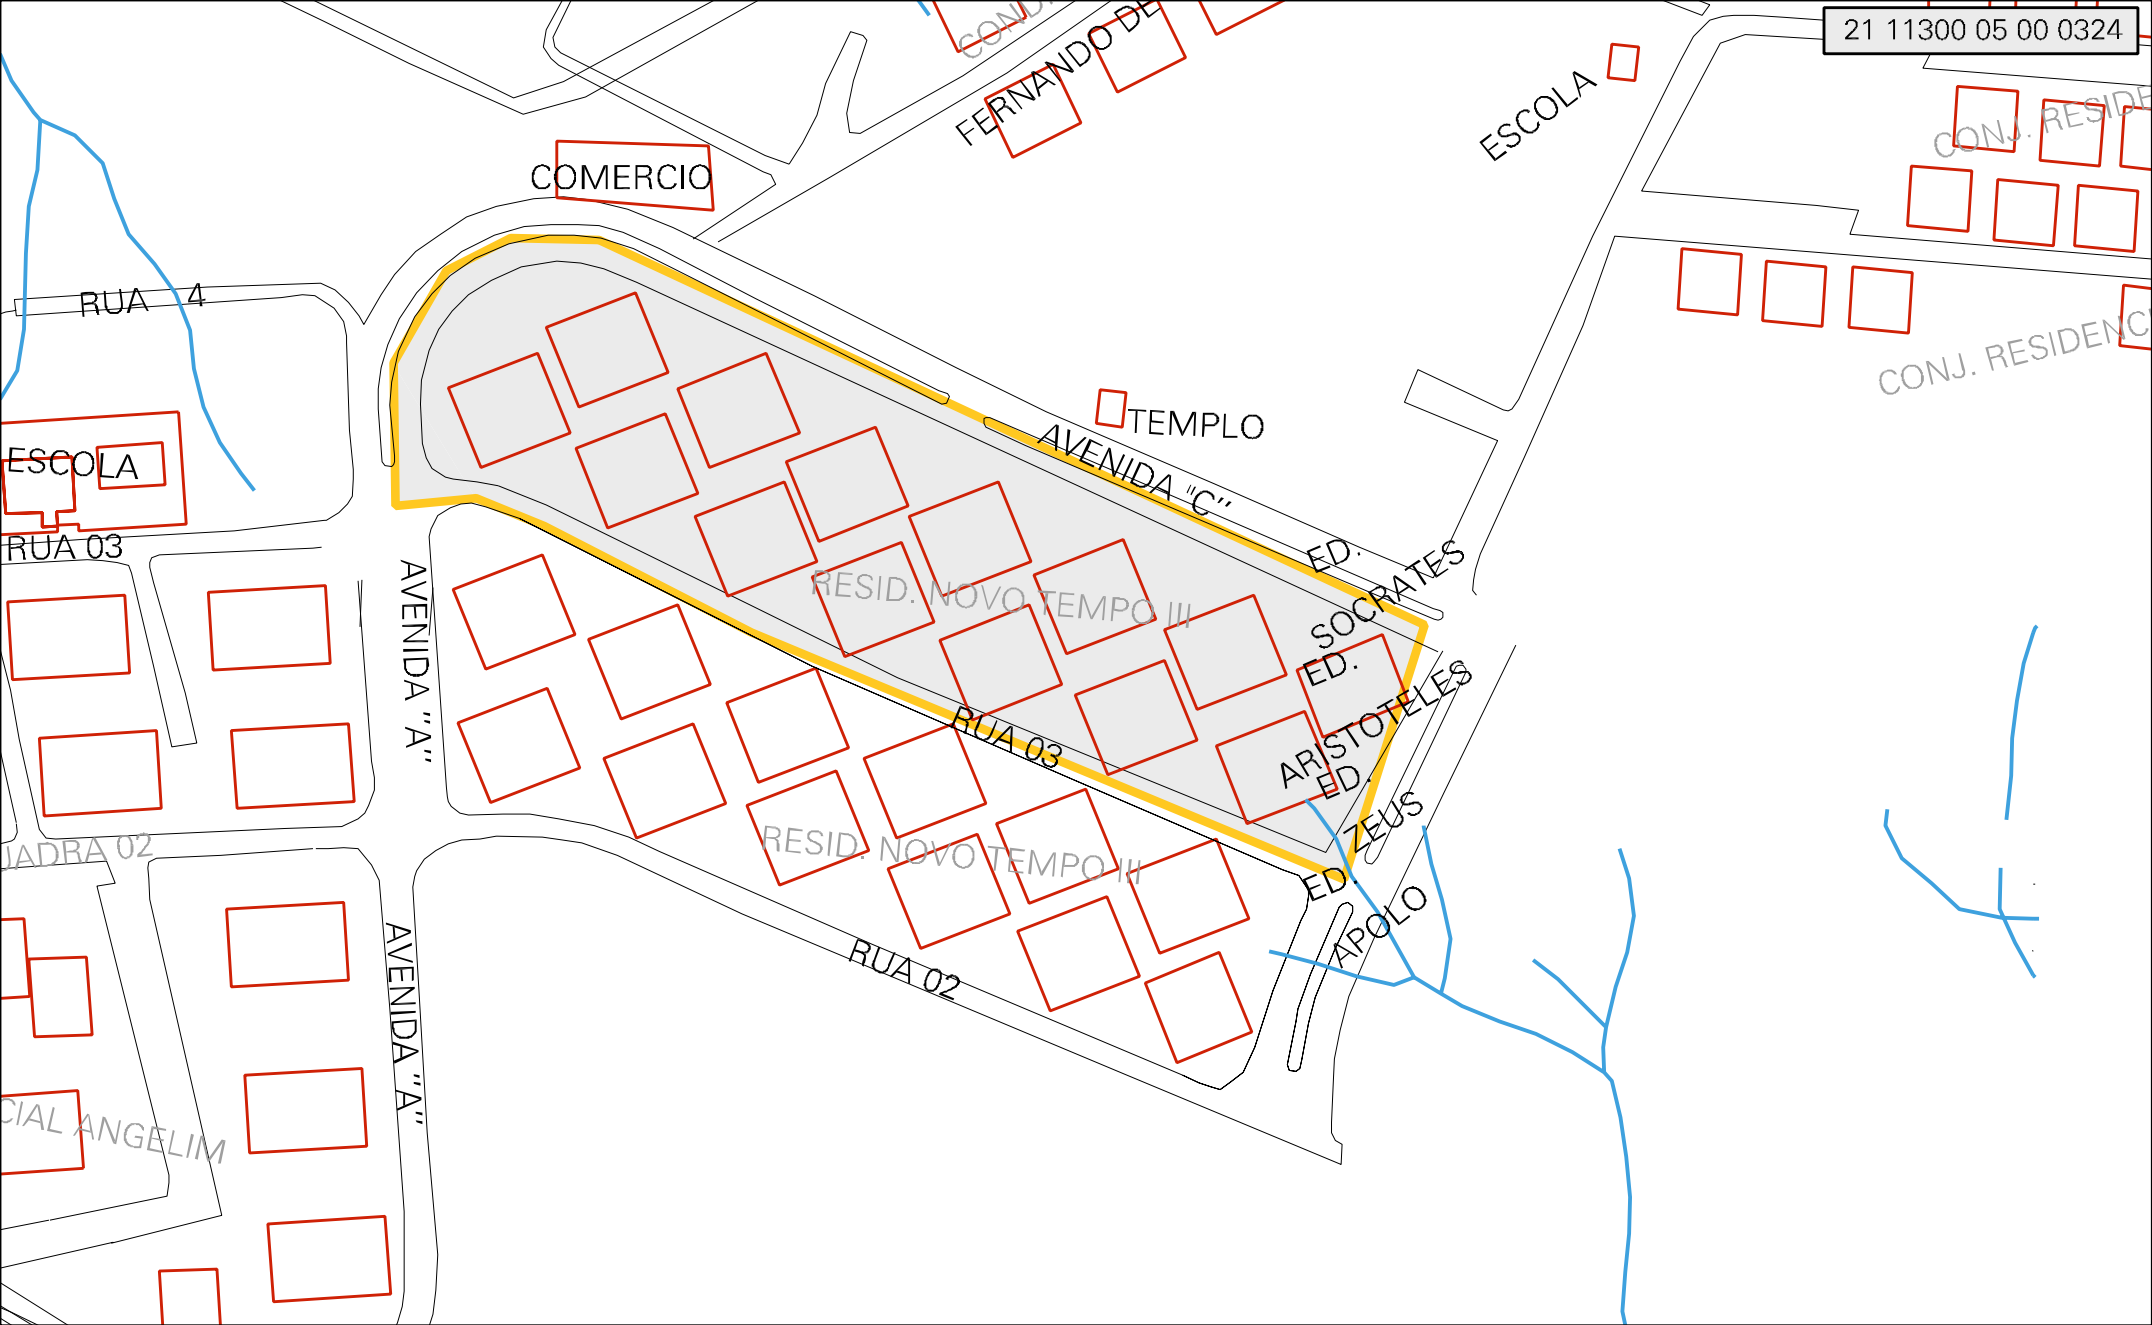 21 11300 05 00 0324
FERNANDO DE
ESCOLA
CONJ. RESIDE
COMERCIO
RUA 4
CONJ. RESIDENC
TEMPLO
AVENIDA "C"
ESCOLA
RUA 03
ED.
SOCRATES
RESID. NOVO TEMPO III
ED.
ARISTOTELES
AVENIDA "A"
RUA 03
ED.
ZEUS
RESID. NOVO TEMPO III
UADRA 02
ED.
APOLO
RUA 02
AVENIDA "A"
CIAL ANGELIM